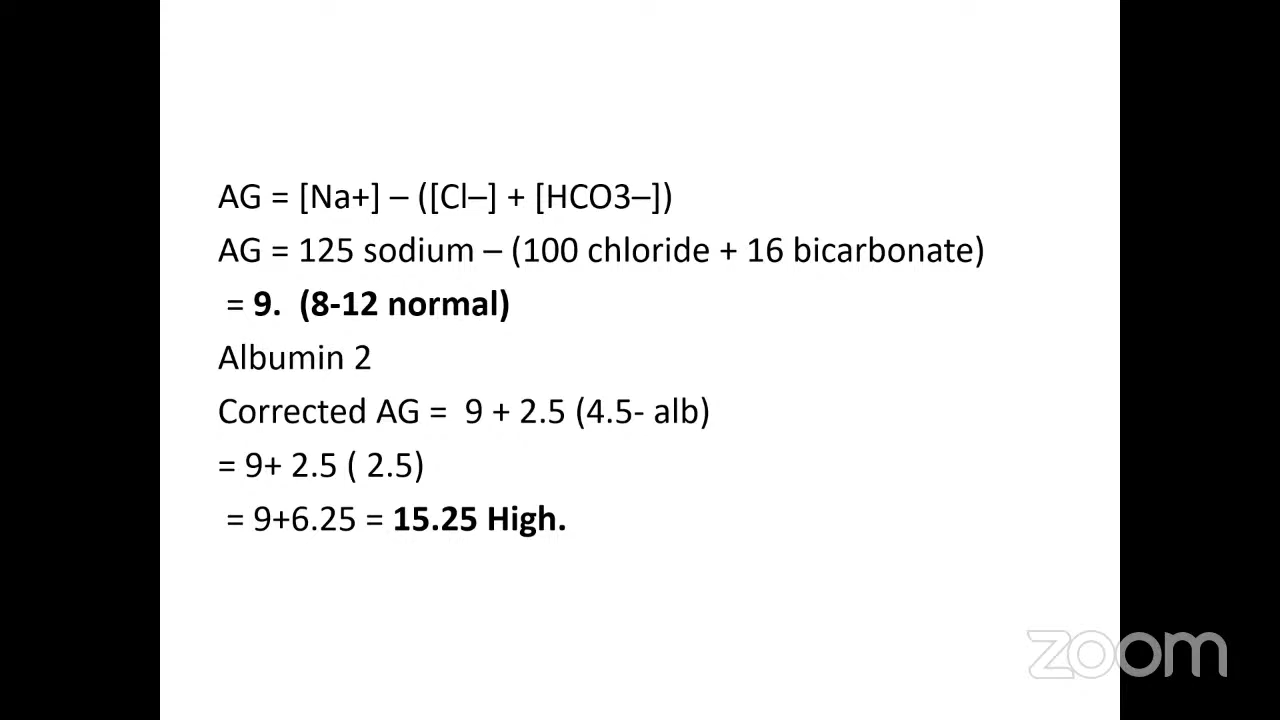 AG = [Na+] – ([Cl–] + [HCO3–])
AG = 125 sodium – (100 chloride + 16 bicarbonate)
= 9.  (8-12 normal)
Albumin 2
Corrected AG =  9 + 2.5 (4.5- alb)
= 9+ 2.5 ( 2.5)
= 9+6.25 = 15.25 High.
zoom